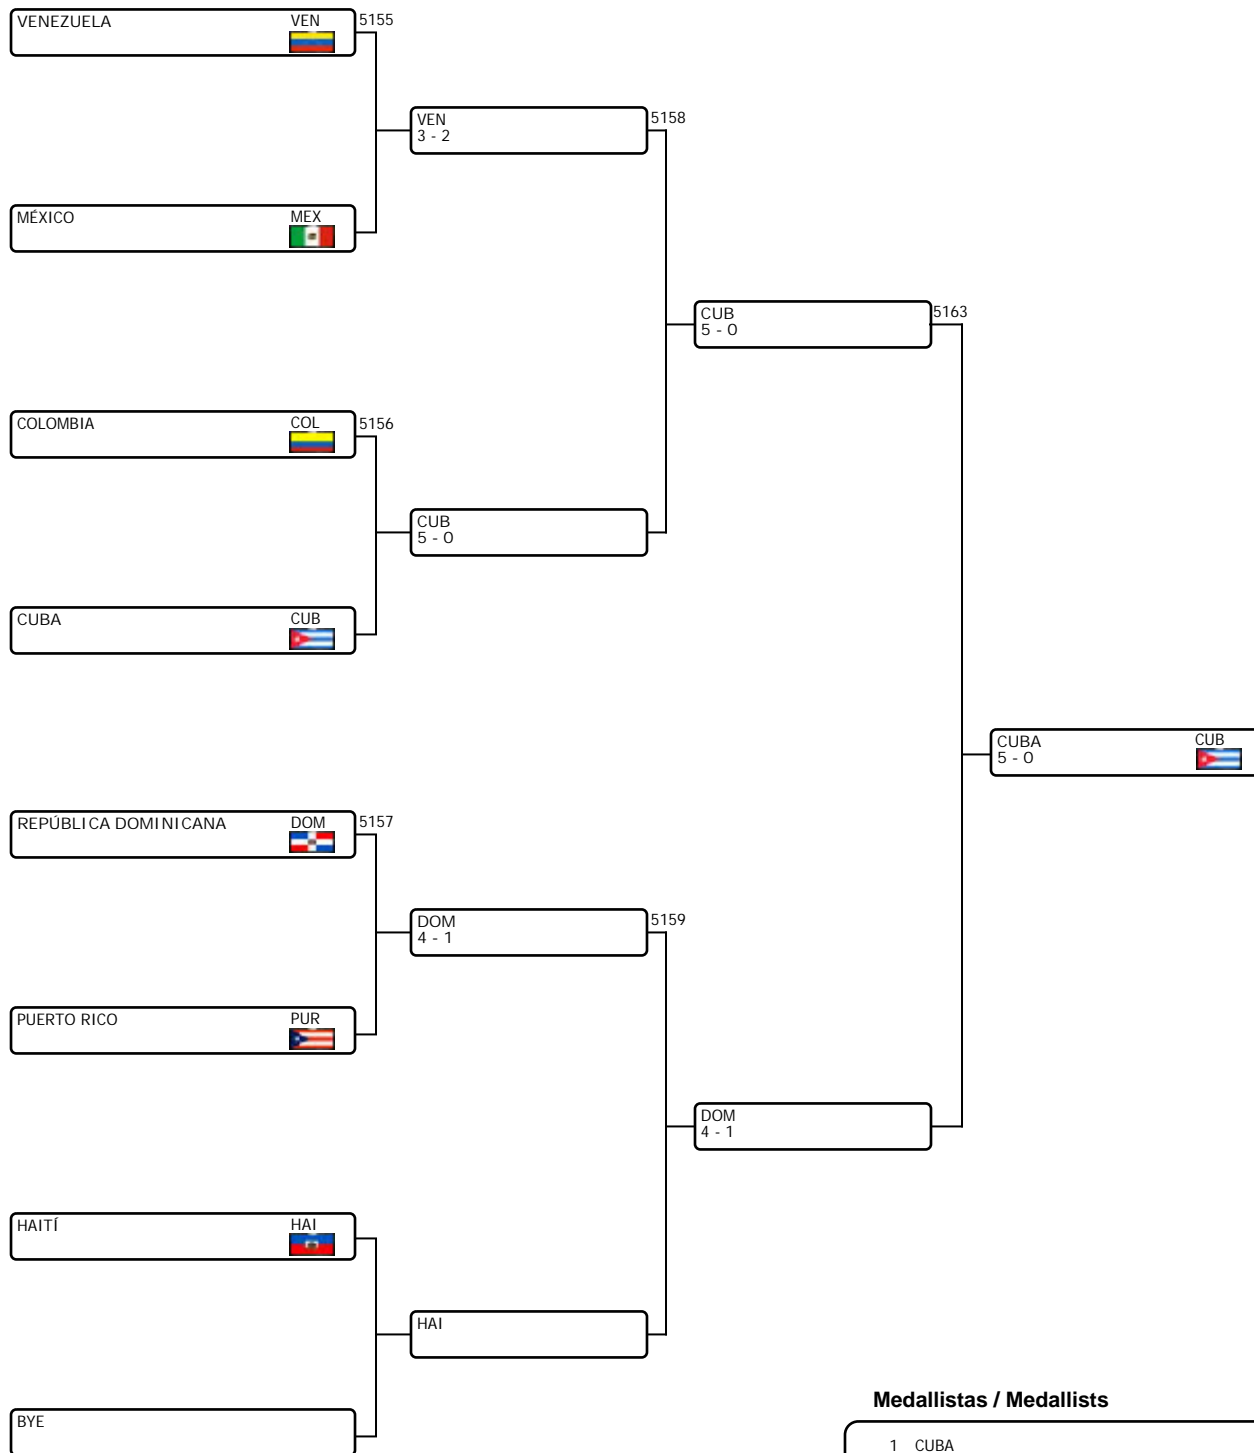 VENEZUELA VEN 5155
VEN 5158
3 - 2
MÉXICO MEX
CUB 5163
5 - 0
COLOMBIA COL 5156
CUB
5 - 0
CUBA CUB
CUBA CUB
5 - 0
REPÚBLICA DOMINICANA DOM 5157
DOM 5159
4 - 1
PUERTO RICO PUR
DOM
4 - 1
HAITÍ HAI
HAI
BYE
Medallistas / Medallists
1 CUBA